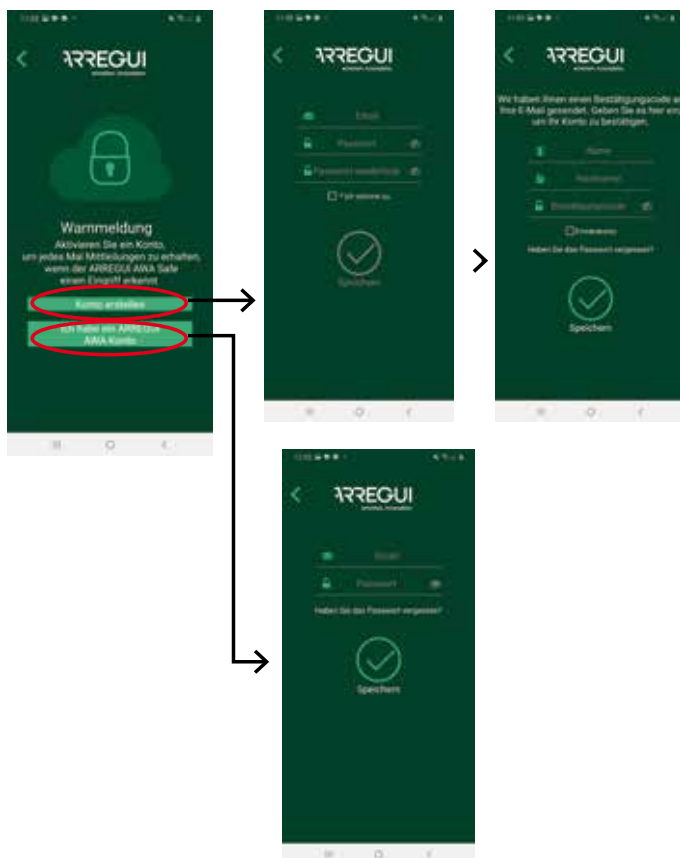 ARREGUI
Warnmeldung
Aktivieren Sie ein Konto,
um jedes Mal Mitteilungen zu erhalten,
wenn der ARREGUI AWA Safe
einen Eingriff erkennt
Konto erstellen
Ich habe ein ARREGUI
AWA-Konto
ARREGUI
Email
Passwort
Passwort wiederholen
Speichern
ARREGUI
Wir haben Ihnen einen Bestätigungscode an
Ihre E-Mail gesendet. Geben Sie es hier ein,
um Ihr Konto zu bestätigen.
Name
Haben Sie das Passwort vergessen?
Speichern
ARREGUI
Email
Passwort
Haben Sie das Passwort vergessen?
Speichern